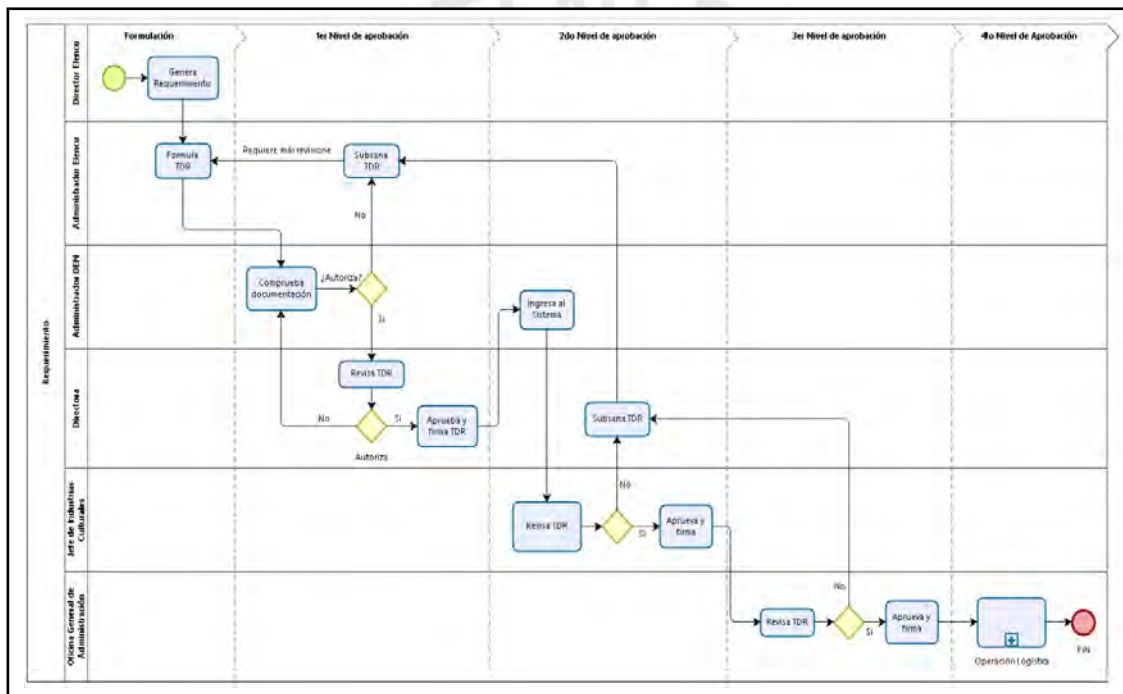 Formulación
1er Nivel de aprobación
2do Nivel de aprobación
3er Nivel de aprobación
4to Nivel de Aprobación
Requerimiento
Director Elenco
Genera
Requerimiento
Administrador Elenco
Formula
TDR
Requiere más revisione
Subsana
TDR
No
Administrador DEN
Comprueba
documentación
¿Autoriza?
Si
Ingresa al
Sistema
Directora
Revisa TDR
No
Si
Autoriza
Aprueba y
firma TDR
Subsana TDR
Jefe de Industrias
Culturales
Revisa TDR
No
Si
Aprueva y
firma
Oficina General de
Administración
Revisa TDR
No
Si
Aprueva y
firma
Operación Logística
FIN